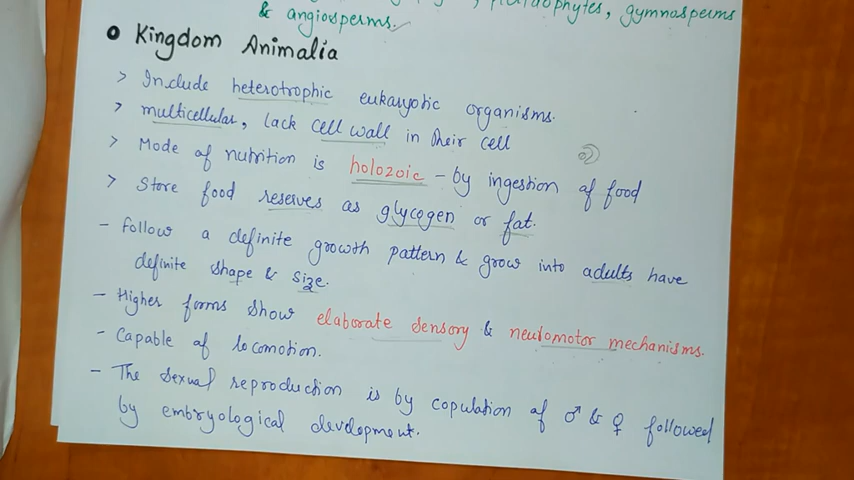 , gymnosperms
& angiosperms.
• Kingdom Animalia
> Include heterotrophic eukaryotic organisms.
> multicellular, lack cell wall in their cell
> Mode of nutrition is holozoic - by ingestion of food
> Store food reserves as glycogen or fat.
- Follow a definite growth pattern & grow into adults have
definite shape & size.
- Higher forms show elaborate sensory & neuromotor mechanisms.
- Capable of locomotion.
- The sexual reproduction is by copulation of ♂ & ♀ followed
by embryological development.